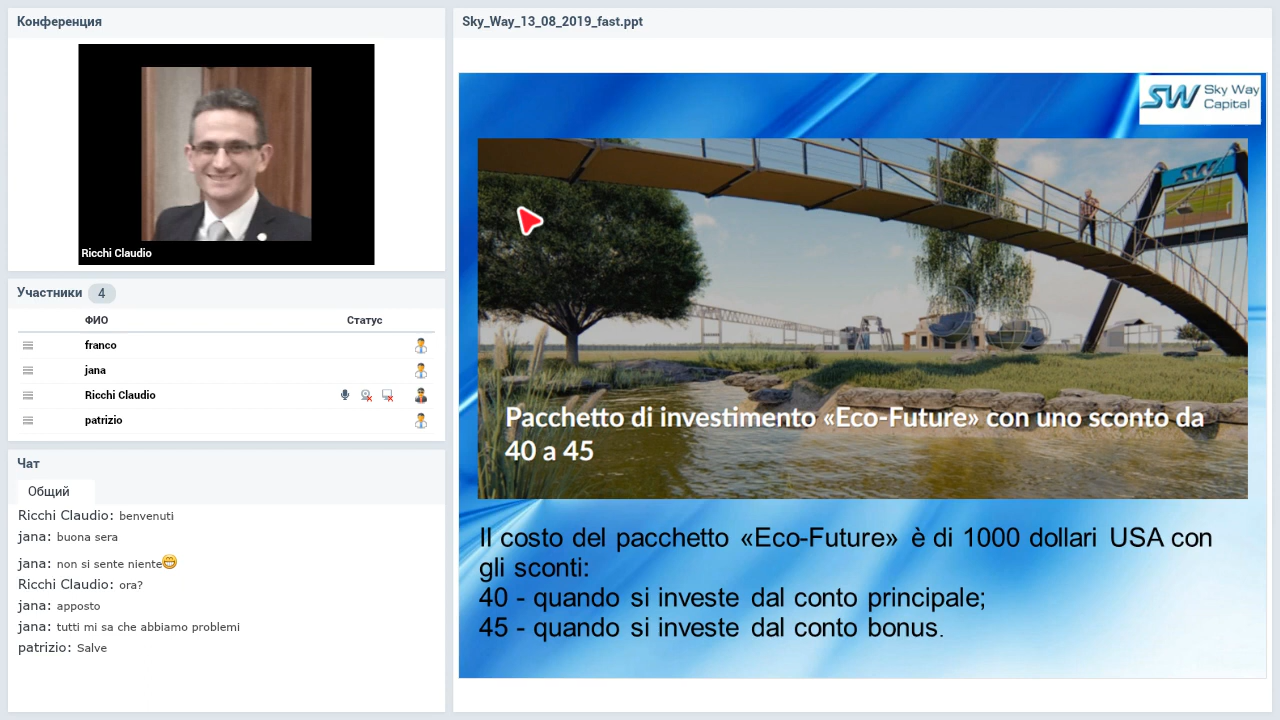 Конференция
Ricchi Claudio
Участники 4
ФИО Статус
franco
jana
Ricchi Claudio
patrizio
Чат
Общий
Ricchi Claudio: benvenuti
jana: buona sera
jana: non si sente niente
Ricchi Claudio: ora?
jana: apposto
jana: tutti mi sa che abbiamo problemi
patrizio: Salve
Sky_Way_13_08_2019_fast.ppt
SW Sky Way
Capital
SW
Pacchetto di investimento «Eco-Future» con uno sconto da
40 a 45
Il costo del pacchetto «Eco-Future» è di 1000 dollari USA con
gli sconti:
40 - quando si investe dal conto principale;
45 - quando si investe dal conto bonus.